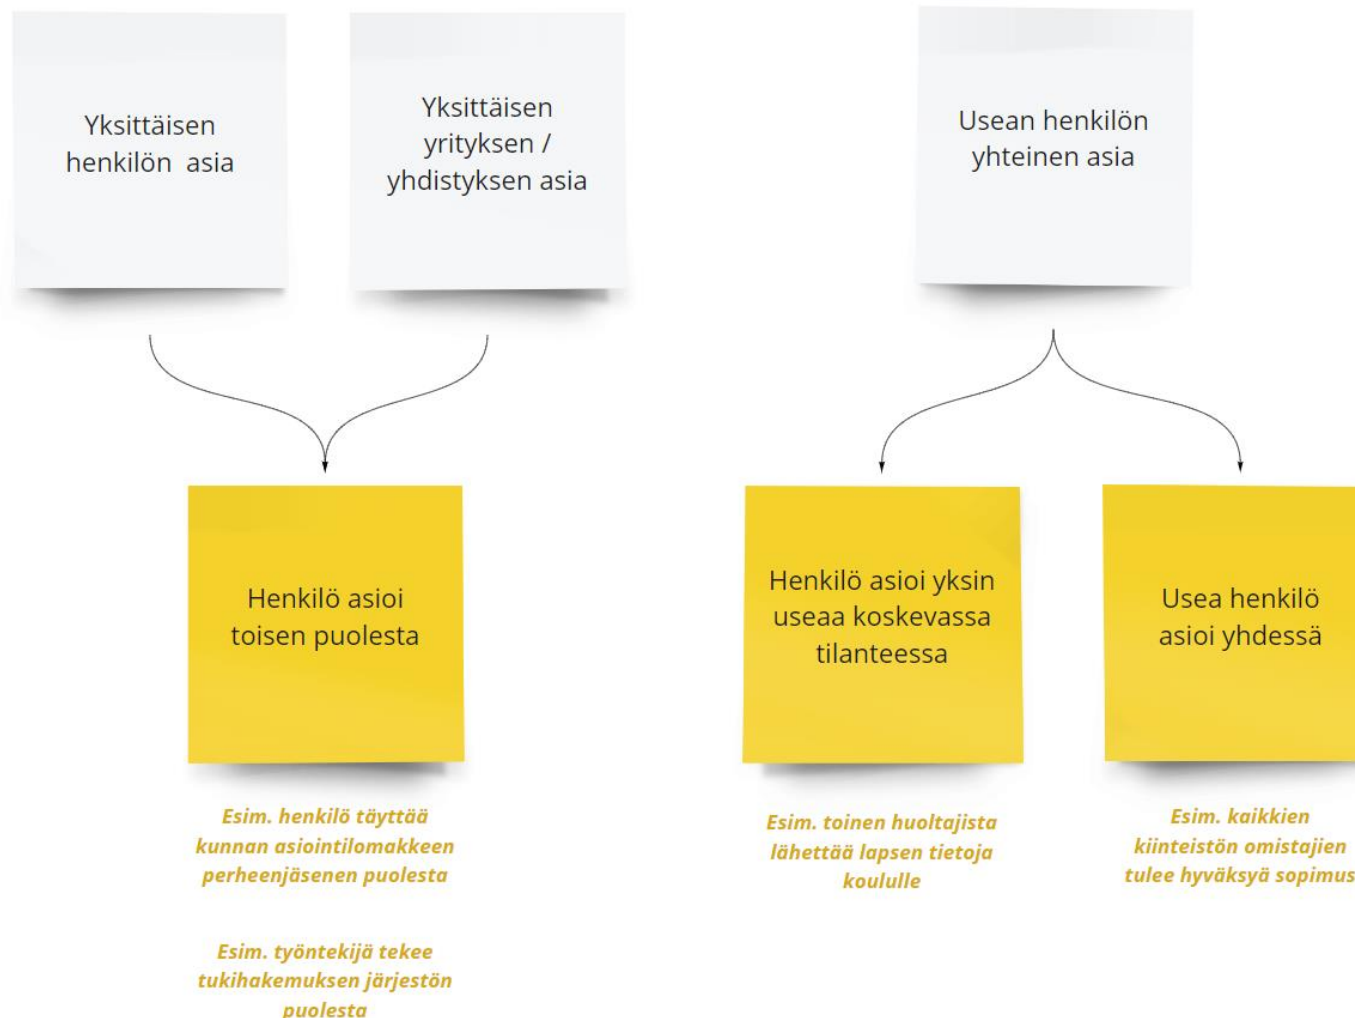 Yksittäisen
henkilön asia
Yksittäisen
yrityksen /
yhdistyksen asia
Usean henkilön
yhteinen asia
Henkilö asioi
toisen puolesta
Henkilö asioi yksin
useaa koskevassa
tilanteessa
Usea henkilö
asioi yhdessä
Esim. henkilö täyttää
kunnan asiointilomakkeen
perheenjäsenen puolesta
Esim. työntekijä tekee
tukihakemuksen järjestön
puolesta
Esim. toinen huoltajista
lähettää lapsen tietoja
koululle
Esim. kaikkien
kiinteistön omistajien
tulee hyväksyä sopimus